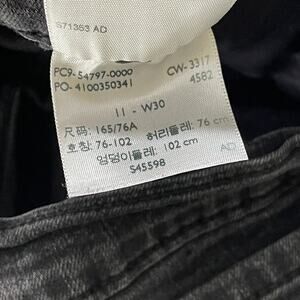 S71353 AD
PC9-54797-0000 CW-3317
PO-4100350341 4582
11 - W30
尺码: 165/76A
호칭: 76-102 허리둘레: 76 cm
엉덩이둘레: 102 cm
S45598 AD